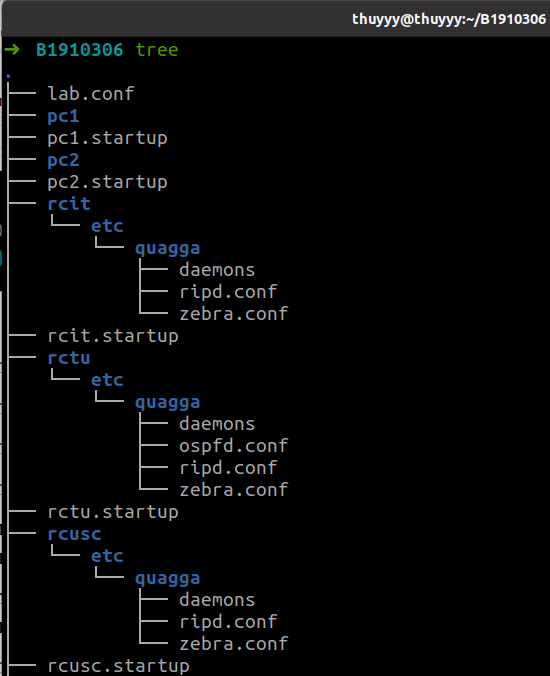 thuyyy@thuyyy:~/B1910306
➜ B1910306 tree
.
├── lab.conf
├── pc1
├── pc1.startup
├── pc2
├── pc2.startup
├── rcit
│   └── etc
│       └── quagga
│           ├── daemons
│           ├── ripd.conf
│           └── zebra.conf
├── rcit.startup
├── rctu
│   └── etc
│       └── quagga
│           ├── daemons
│           ├── ospfd.conf
│           ├── ripd.conf
│           └── zebra.conf
├── rctu.startup
├── rcusc
│   └── etc
│       └── quagga
│           ├── daemons
│           ├── ripd.conf
│           └── zebra.conf
├── rcusc.startup